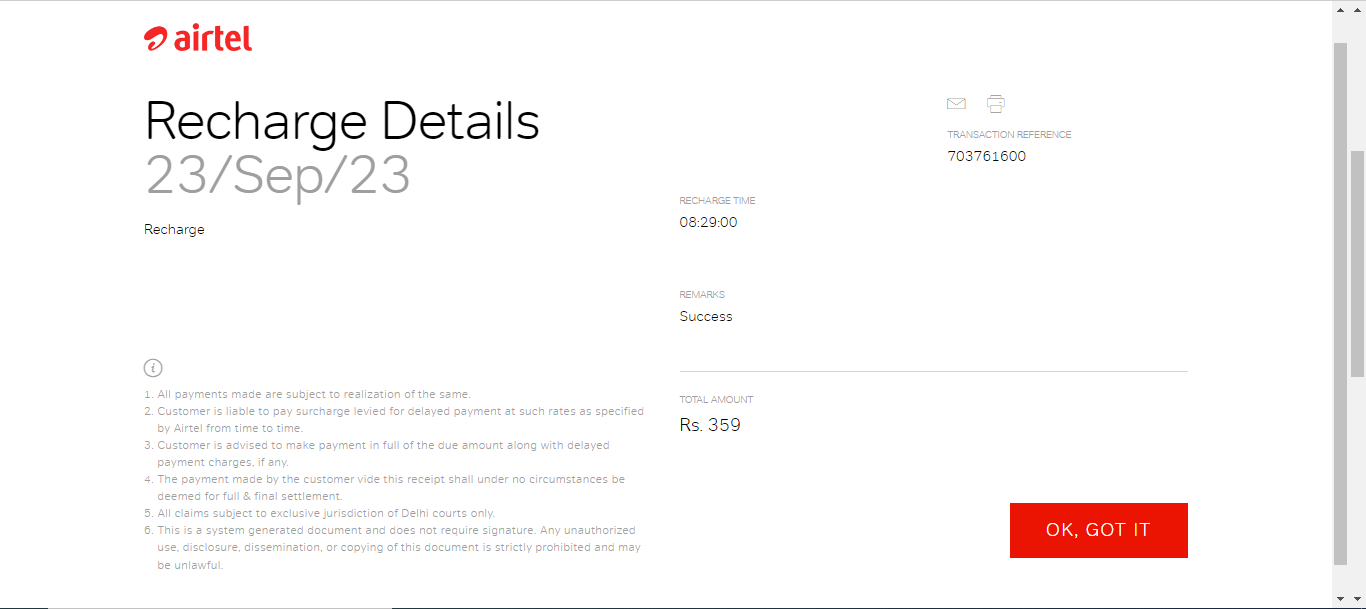 airtel
Recharge Details
23/Sep/23
Recharge
TRANSACTION REFERENCE
703761600
RECHARGE TIME
08:29:00
REMARKS
Success
TOTAL AMOUNT
Rs. 359
i
1. All payments made are subject to realization of the same.
2. Customer is liable to pay surcharge levied for delayed payment at such rates as specified
by Airtel from time to time.
3. Customer is advised to make payment in full of the due amount along with delayed
payment charges, if any.
4. The payment made by the customer vide this receipt shall under no circumstances be
deemed for full & final settlement.
5. All claims subject to exclusive jurisdiction of Delhi courts only.
6. This is a system generated document and does not require signature. Any unauthorized
use, disclosure, dissemination, or copying of this document is strictly prohibited and may
be unlawful.
OK, GOT IT